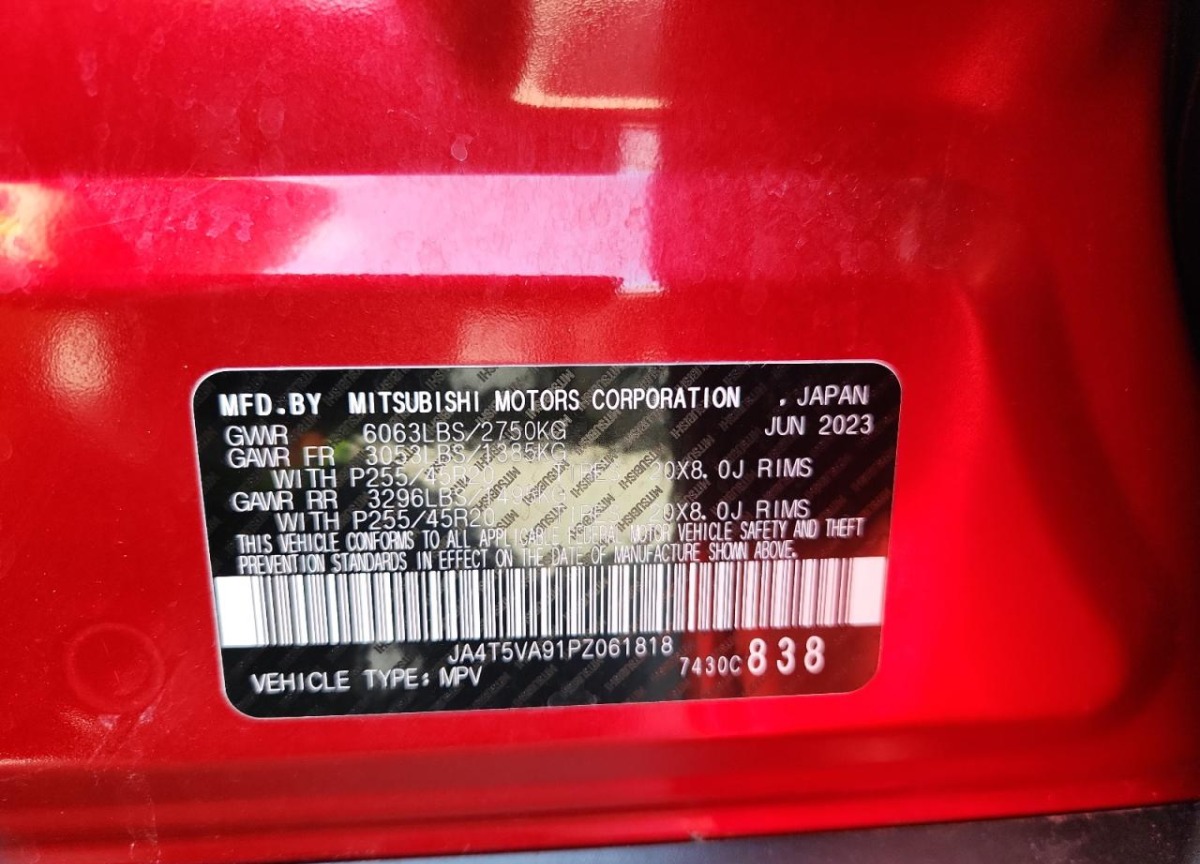 MFD.BY MITSUBISHI MOTORS CORPORATION , JAPAN
GVWR 6063LBS/2750KG JUN 2023
GAWR FR 3053LBS/1385KG
WITH P255/45R20 20X8.0J RIMS
GAWR RR 3296LBS/
WITH P255/45R20 20X8.0J RIMS
THIS VEHICLE CONFORMS TO ALL APPLICABLE FEDERAL MOTOR VEHICLE SAFETY AND THEFT
PREVENTION STANDARDS IN EFFECT ON THE DATE OF MANUFACTURE SHOWN ABOVE.
JA4T5VA91PZ061818
VEHICLE TYPE: MPV 7430C 838